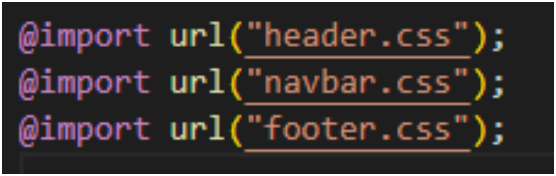 @import url("header.css");
@import url("navbar.css");
@import url("footer.css");